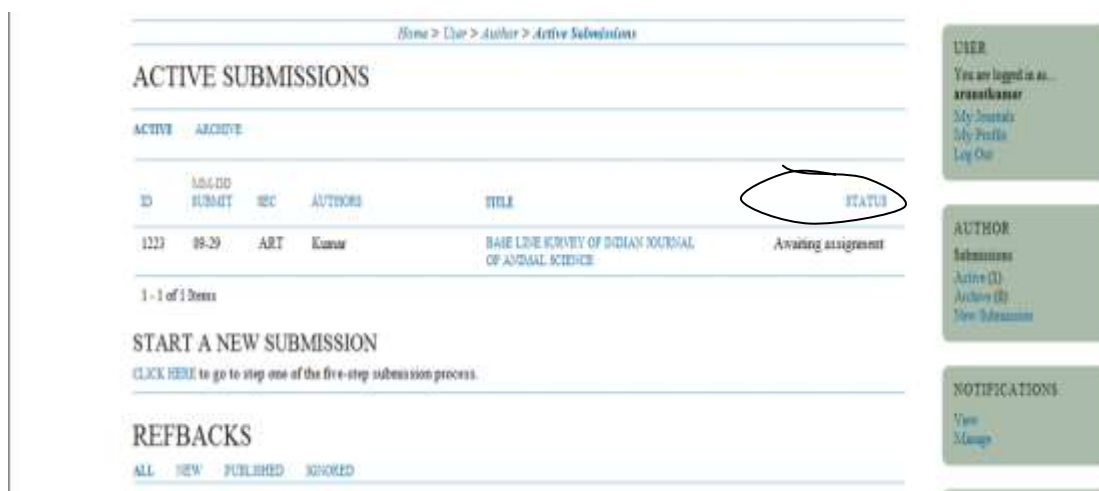 Home > User > Author > Active Submissions
ACTIVE SUBMISSIONS
ACTIVE ARCHIVE
MM-DD
ID SUBMIT SEC AUTHORS TITLE STATUS
1223 09-29 ART Kumar BASE LINE SURVEY OF INDIAN JOURNAL Awaiting assignment
OF ANIMAL SCIENCE
1 - 1 of 1 Items
START A NEW SUBMISSION
CLICK HERE to go to step one of the five-step submission process.
REFBACKS
ALL NEW PUBLISHED IGNORED
USER
You are logged in as...
My Journals
My Profile
Log Out
AUTHOR
Submissions
Active (1)
Archive (0)
New Submission
NOTIFICATIONS
View
Manage